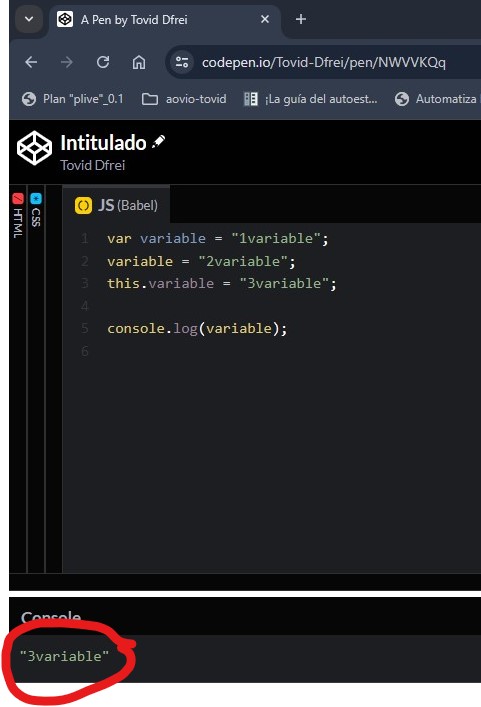 A Pen by Tovid Dfrei
codepen.io/Tovid-Dfrei/pen/NWVVKQq
Plan "plive"_0.1 aovio-tovid ¡La guía del autoest... Automatiza
Intitulado
Tovid Dfrei
HTML
CSS
JS (Babel)
1 var variable = "1variable";
2 variable = "2variable";
3 this.variable = "3variable";
4
5 console.log(variable);
6
Console
"3variable"